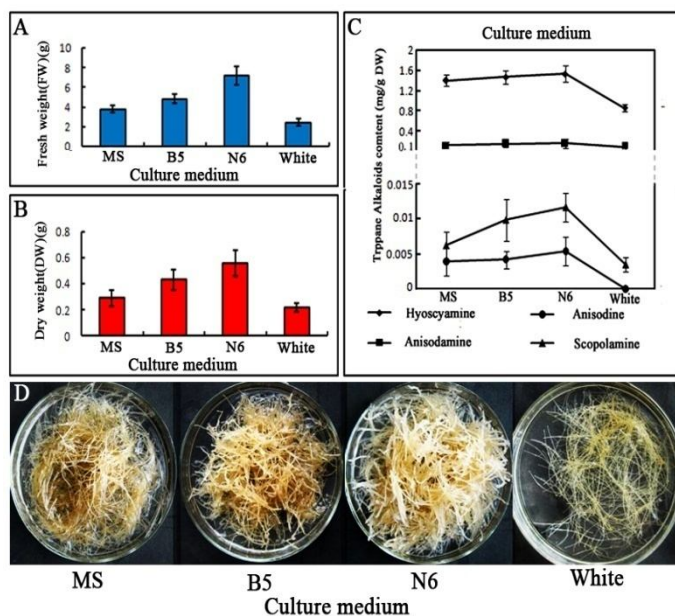 A
Fresh weight(FW)(g)
10
8
6
4
2
0
MS B5 N6 White
Culture medium
B
Dry weight(DW)(g)
0.8
0.6
0.4
0.2
0
MS B5 N6 White
Culture medium
C
Culture medium
Trppane Alkaloids comtent (mg/g DW)
2
1.6
1.2
0.8
0.4
0.1
0.015
0.01
0.005
0
MS B5 N6 White
Hyoscyamine Anisodine
Anisodamine Scopolamine
D
MS B5 N6 White
Culture medium